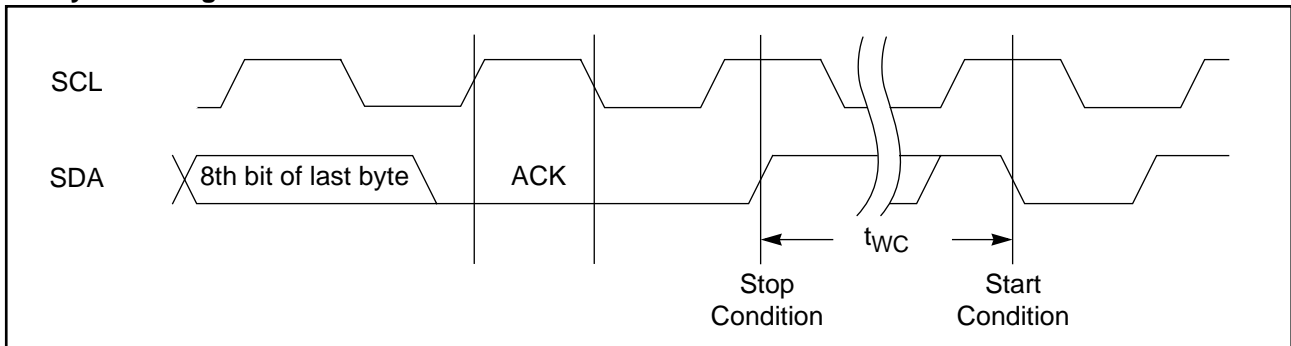 SCL
SDA
8th bit of last byte
ACK
tWC
Stop
Condition
Start
Condition